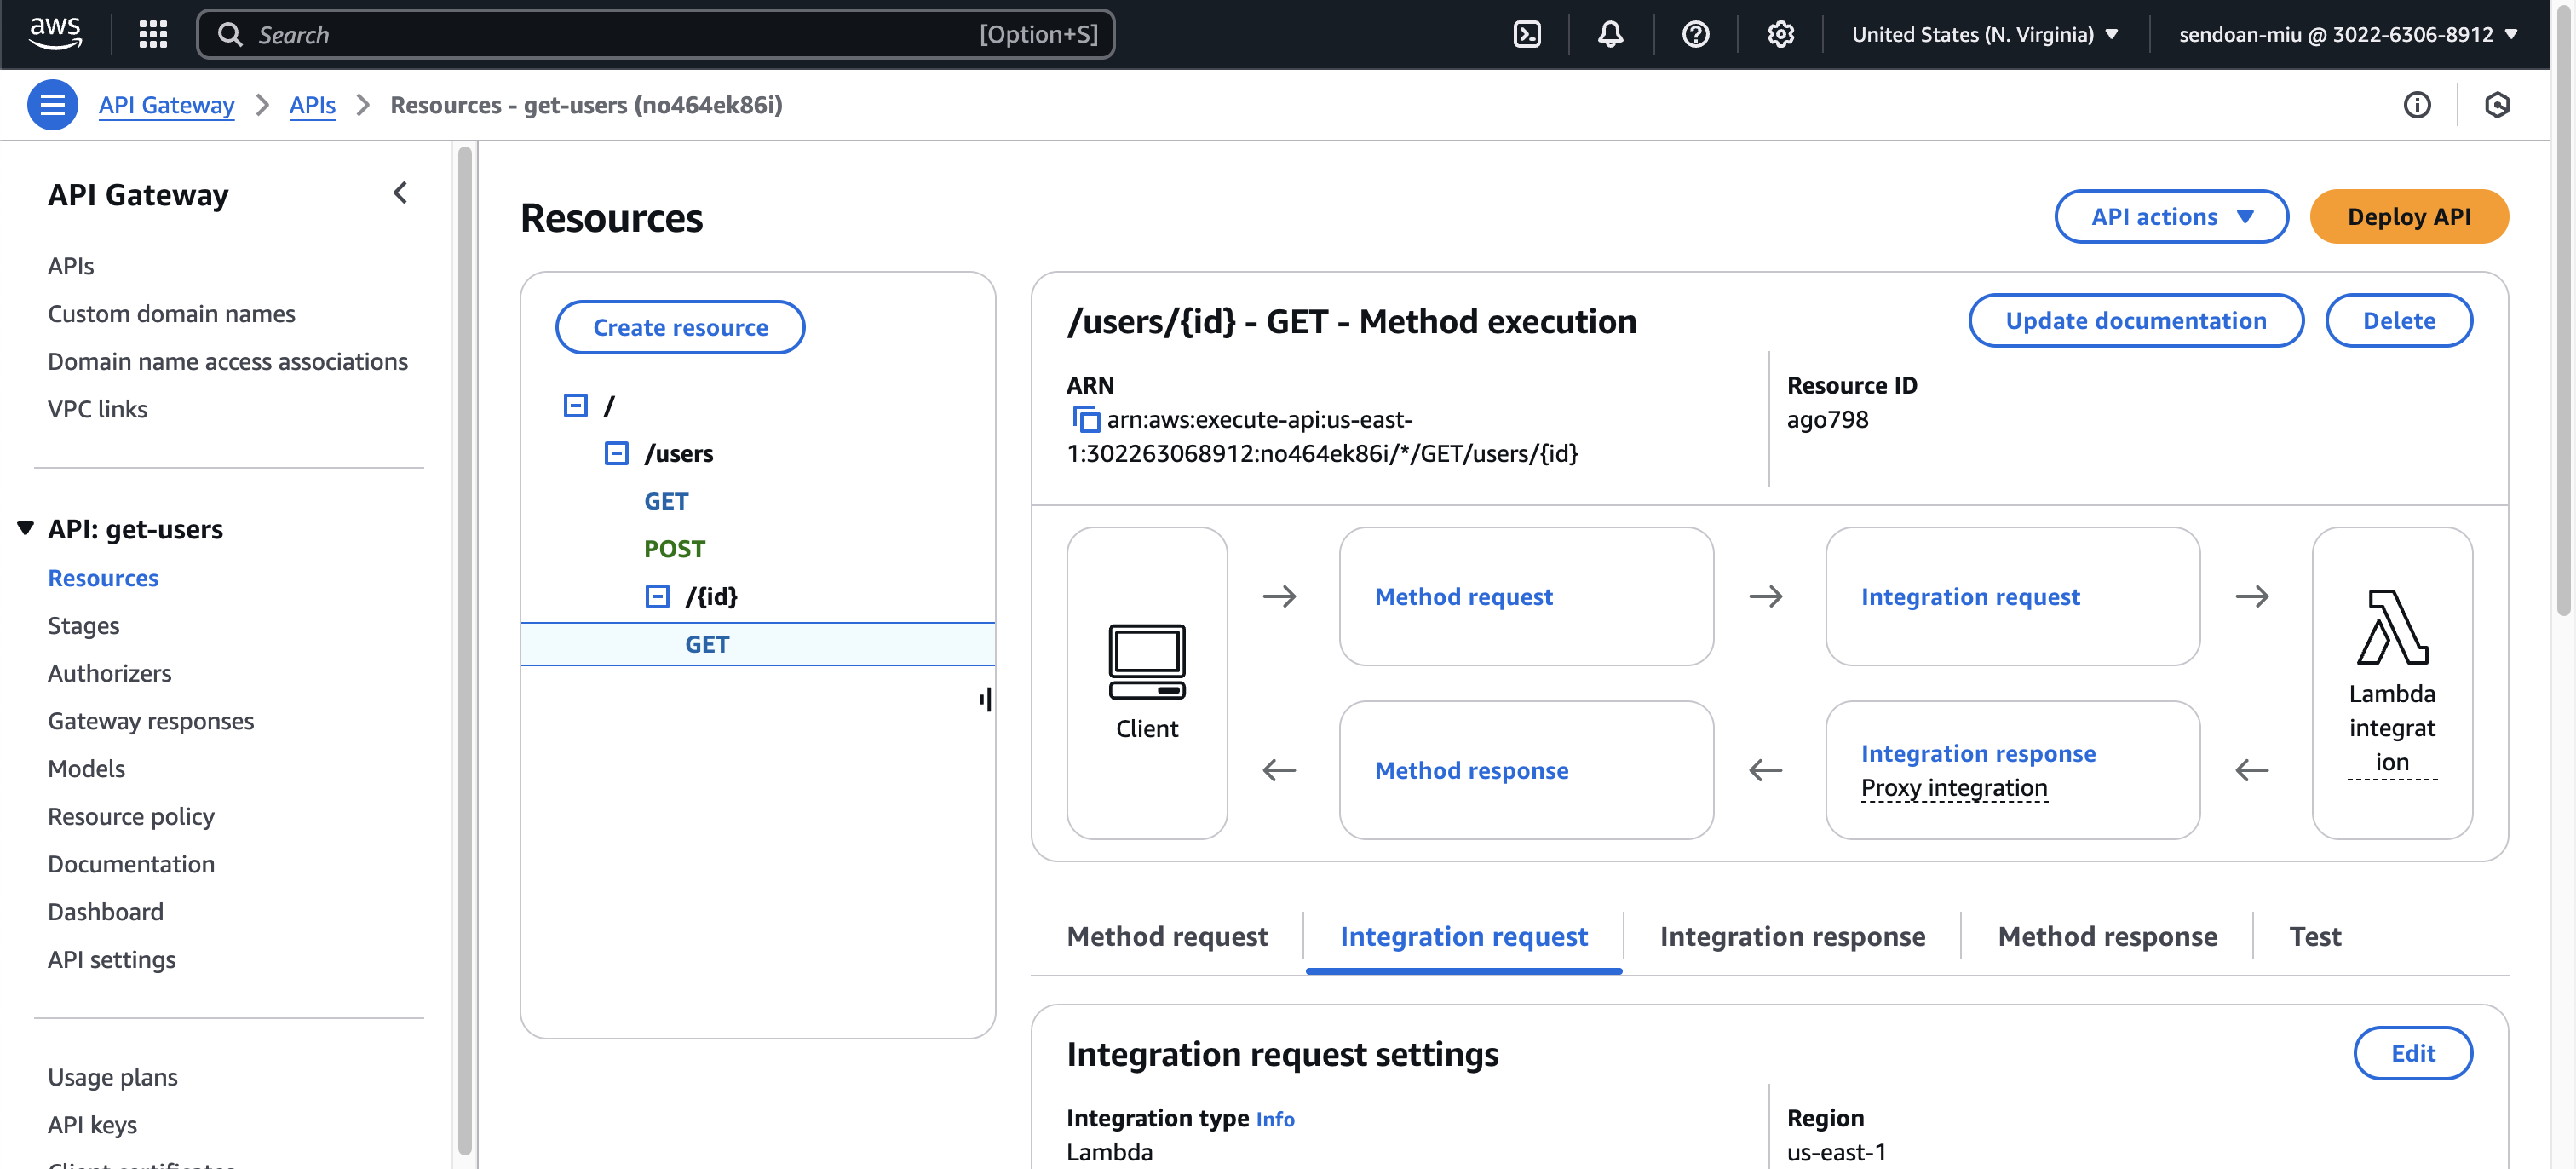 aws
Search
[Option+S]
United States (N. Virginia)
sendoan-miu @ 3022-6306-8912
API Gateway
APIs
Resources - get-users (no464ek86i)
API Gateway
APIs
Custom domain names
Domain name access associations
VPC links
API: get-users
Resources
Stages
Authorizers
Gateway responses
Models
Resource policy
Documentation
Dashboard
API settings
Usage plans
API keys
Client certificates
Resources
API actions
Deploy API
Create resource
/
/users
GET
POST
/{id}
GET
/users/{id} - GET - Method execution
Update documentation
Delete
ARN
arn:aws:execute-api:us-east-
1:302263068912:no464ek86i/*/GET/users/{id}
Resource ID
ago798
Client
Method request
Integration request
Method response
Integration response
Proxy integration
Lambda
integrat
ion
Method request
Integration request
Integration response
Method response
Test
Integration request settings
Edit
Integration type Info
Lambda
Region
us-east-1